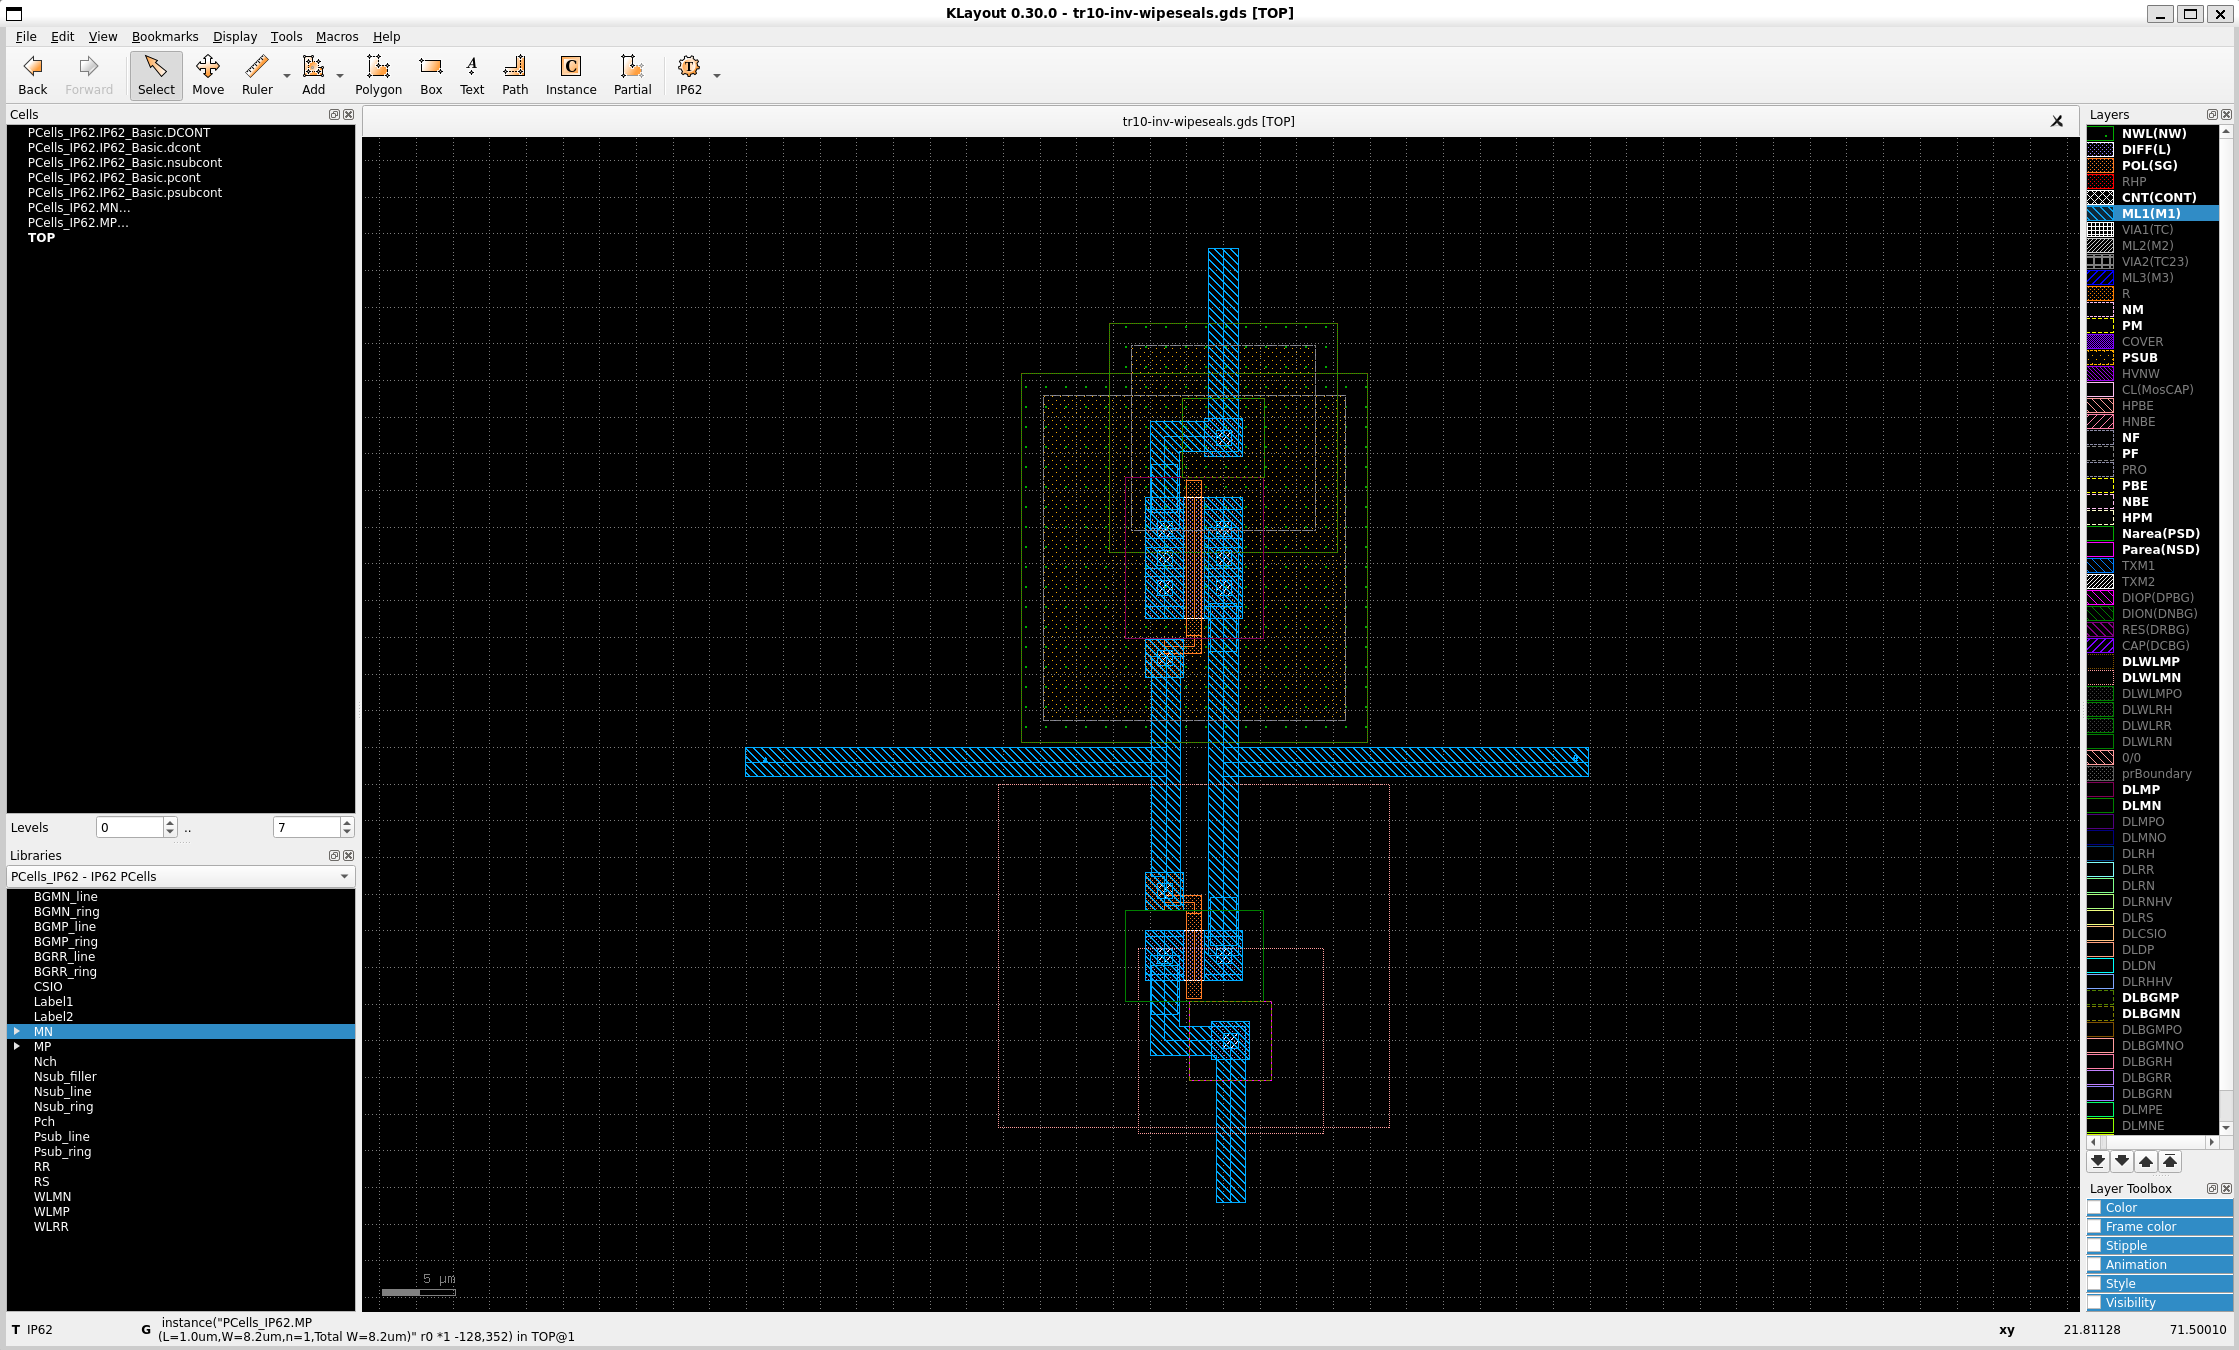 KLayout 0.30.0 - tr10-inv-wipeseals.gds [TOP]
File Edit View Bookmarks Display Tools Macros Help
Back Forward Select Move Ruler Add Polygon Box Text Path Instance Partial IP62
Cells
PCells_IP62.IP62_Basic.DCONT
PCells_IP62.IP62_Basic.dcont
PCells_IP62.IP62_Basic.nsubcont
PCells_IP62.IP62_Basic.pcont
PCells_IP62.IP62_Basic.psubcont
PCells_IP62.MN...
PCells_IP62.MP...
TOP
Levels 0 .. 7
Libraries
PCells_IP62 - IP62 PCells
BGMN_line
BGMN_ring
BGMP_line
BGMP_ring
BGRR_line
BGRR_ring
CSIO
Label1
Label2
MN
MP
Nch
Nsub_filler
Nsub_line
Nsub_ring
Pch
Psub_line
Psub_ring
RR
RS
WLMN
WLMP
WLRR
tr10-inv-wipeseals.gds [TOP]
5 μm
Layers
NWL(NW)
DIFF(L)
POL(SG)
RHP
CNT(CONT)
ML1(M1)
VIA1(TC)
ML2(M2)
VIA2(TC23)
ML3(M3)
R
NM
PM
COVER
PSUB
HVNW
CL(MosCAP)
HPBE
HNBE
NF
PF
PRO
PBE
NBE
HPM
Narea(PSD)
Parea(NSD)
TXM1
TXM2
DIOP(DPBG)
DION(DNBG)
RES(DRBG)
CAP(DCBG)
DLWLMP
DLWLMN
DLWLMPO
DLWLRH
DLWLRR
DLWLRN
0/0
prBoundary
DLMP
DLMN
DLMPO
DLMNO
DLRH
DLRR
DLRN
DLRNHV
DLRS
DLCSIO
DLDP
DLDN
DLRHHV
DLBGMP
DLBGMN
DLBGMPO
DLBGMNO
DLBGRH
DLBGRR
DLBGRN
DLMPE
DLMNE
Layer Toolbox
Color
Frame color
Stipple
Animation
Style
Visibility
T IP62
G instance("PCells_IP62.MP
(L=1.0um,W=8.2um,n=1,Total W=8.2um)" r0 *1 -128,352) in TOP@1
xy 21.81128 71.50010